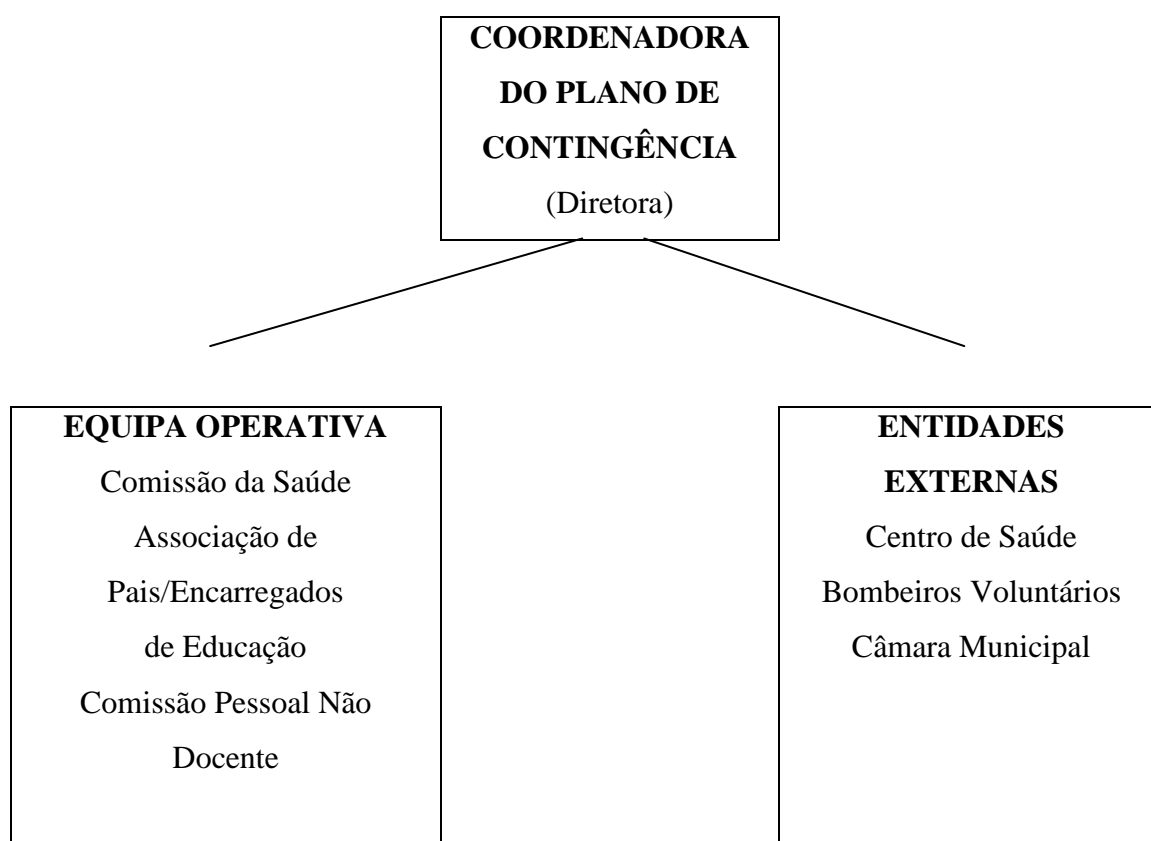 COORDENADORA
DO PLANO DE
CONTINGÊNCIA
(Diretora)
EQUIPA OPERATIVA
Comissão da Saúde
Associação de
Pais/Encarregados
de Educação
Comissão Pessoal Não
Docente
ENTIDADES
EXTERNAS
Centro de Saúde
Bombeiros Voluntários
Câmara Municipal